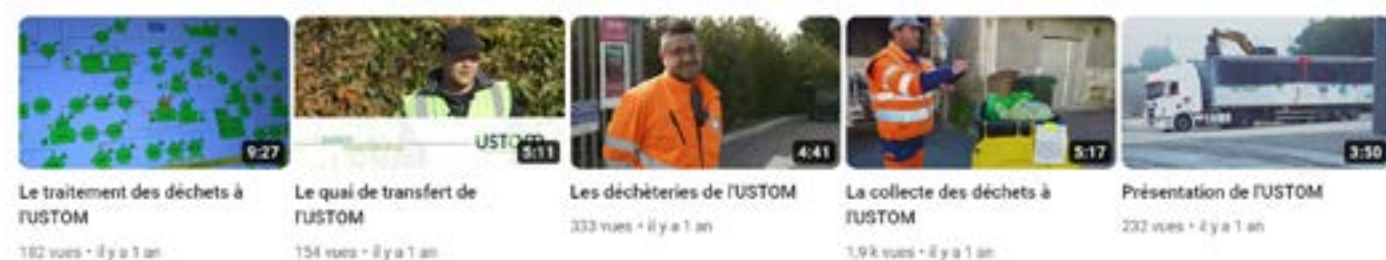 9:27
USTOM
5:11
4:41
5:17
3:50
Le traitement des déchets à
l'USTOM
182 vues • il y a 1 an
Le quai de transfert de
l'USTOM
154 vues • il y a 1 an
Les déchèteries de l'USTOM
333 vues • il y a 1 an
La collecte des déchets à
l'USTOM
1,9 k vues • il y a 1 an
Présentation de l'USTOM
232 vues • il y a 1 an